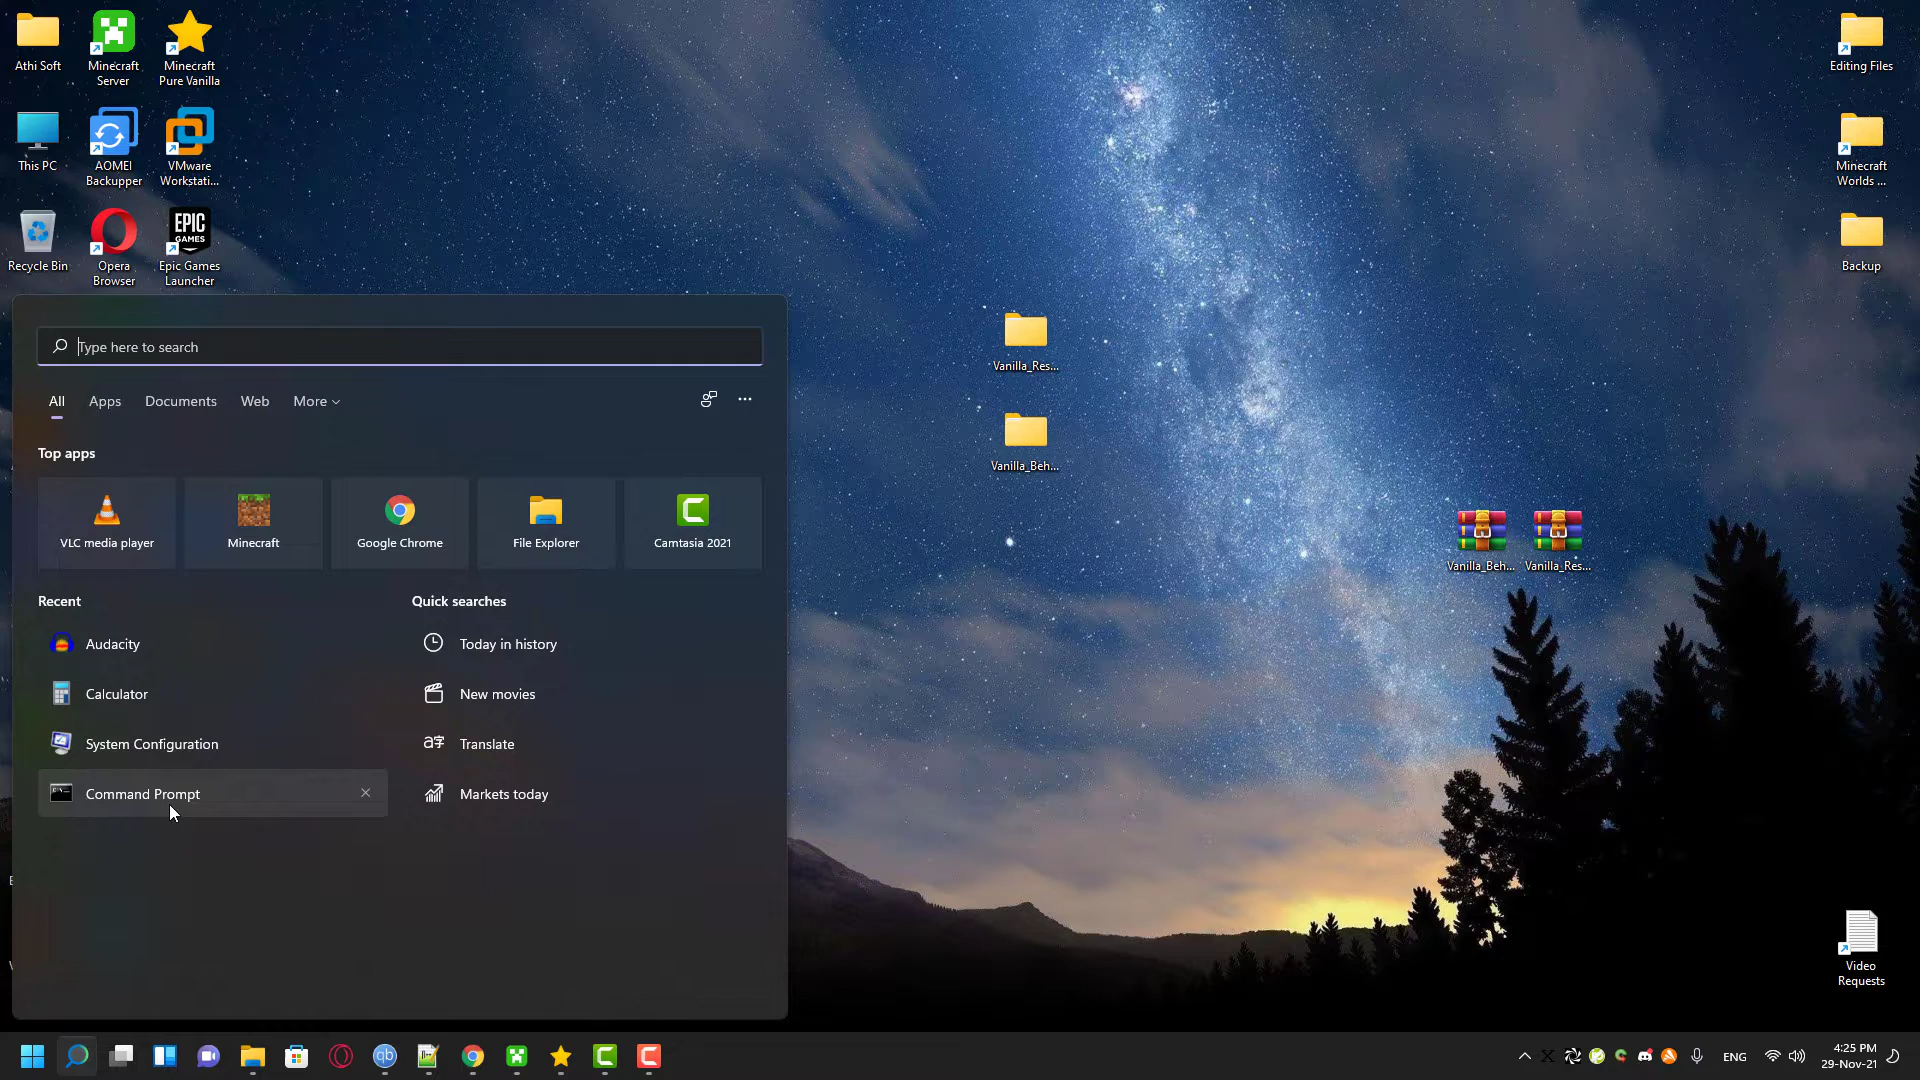 Athi Soft
Minecraft
Server
Minecraft
Pure Vanilla
Editing Files
This PC
AOMEI
Backupper
VMware
Workstati...
Minecraft
Worlds ...
EPIC
GAMES
Recycle Bin
Opera
Browser
Epic Games
Launcher
Backup
Type here to search
Vanilla_Res...
All
Apps
Documents
Web
More
Vanilla_Beh...
Top apps
VLC media player
Minecraft
Google Chrome
File Explorer
Camtasia 2021
Vanilla_Beh...
Vanilla_Res...
Recent
Quick searches
Audacity
Today in history
Calculator
New movies
System Configuration
Translate
Command Prompt
Markets today
Video
Requests
qb
ENG
4:25 PM
29-Nov-21